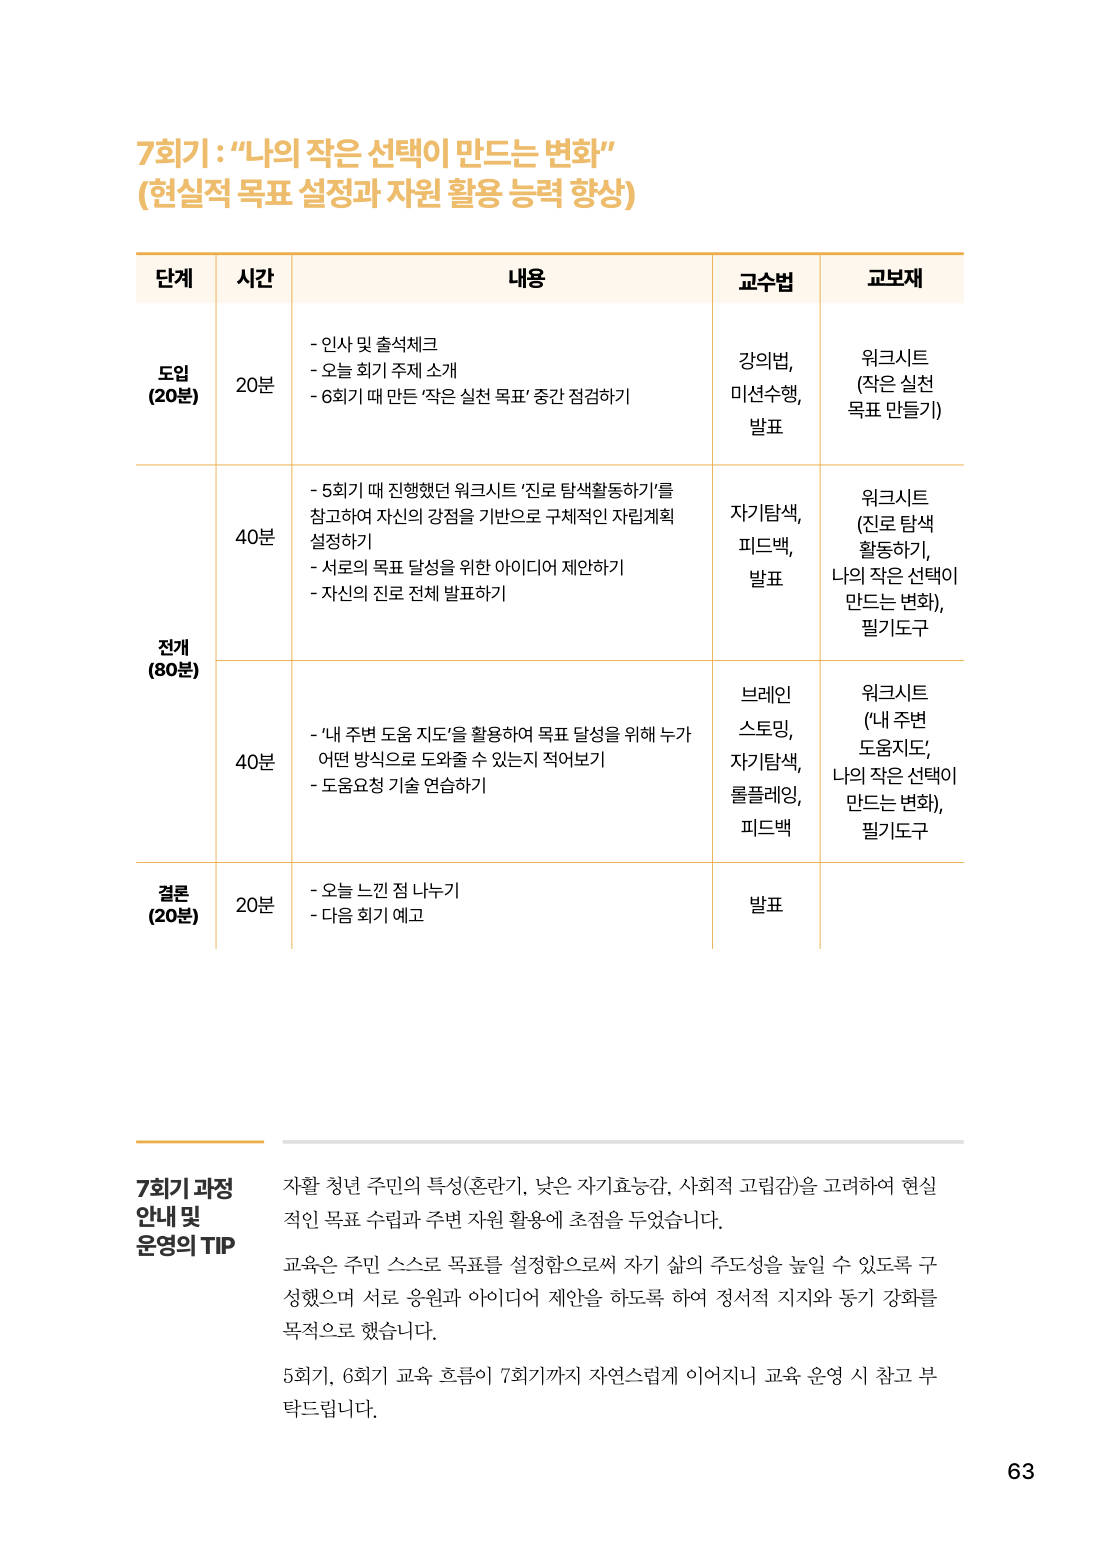 7회기 : “나의 작은 선택이 만드는 변화”
(현실적 목표 설정과 자원 활용 능력 향상)
단계
시간
내용
교수법
교보재
도입
(20분)
20분
- 인사 및 출석체크
- 오늘 회기 주제 소개
- 6회기 때 만든 ‘작은 실천 목표’ 중간 점검하기
강의법,
미션수행,
발표
워크시트
(작은 실천
목표 만들기)
전개
(80분)
40분
- 5회기 때 진행했던 워크시트 ‘진로 탐색활동하기’를
참고하여 자신의 강점을 기반으로 구체적인 자립계획
설정하기
- 서로의 목표 달성을 위한 아이디어 제안하기
- 자신의 진로 전체 발표하기
자기탐색,
피드백,
발표
워크시트
(진로 탐색
활동하기,
나의 작은 선택이
만드는 변화),
필기도구
40분
- ‘내 주변 도움 지도’을 활용하여 목표 달성을 위해 누가
어떤 방식으로 도와줄 수 있는지 적어보기
- 도움요청 기술 연습하기
브레인
스토밍,
자기탐색,
롤플레잉,
피드백
워크시트
(‘내 주변
도움지도’,
나의 작은 선택이
만드는 변화),
필기도구
결론
(20분)
20분
- 오늘 느낀 점 나누기
- 다음 회기 예고
발표
7회기 과정
안내 및
운영의 TIP
자활 청년 주민의 특성(혼란기, 낮은 자기효능감, 사회적 고립감)을 고려하여 현실
적인 목표 수립과 주변 자원 활용에 초점을 두었습니다.
교육은 주민 스스로 목표를 설정함으로써 자기 삶의 주도성을 높일 수 있도록 구
성했으며 서로 응원과 아이디어 제안을 하도록 하여 정서적 지지와 동기 강화를
목적으로 했습니다.
5회기, 6회기 교육 흐름이 7회기까지 자연스럽게 이어지니 교육 운영 시 참고 부
탁드립니다.
63